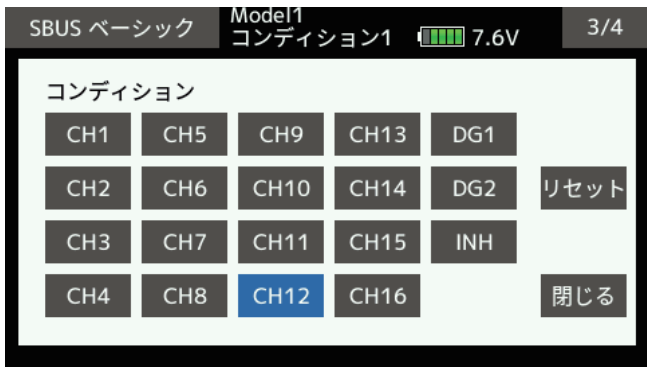 SBUS ベーシック
Model1
コンディション1
7.6V
3/4
コンディション
CH1 CH5 CH9 CH13 DG1
CH2 CH6 CH10 CH14 DG2 リセット
CH3 CH7 CH11 CH15 INH
CH4 CH8 CH12 CH16 閉じる